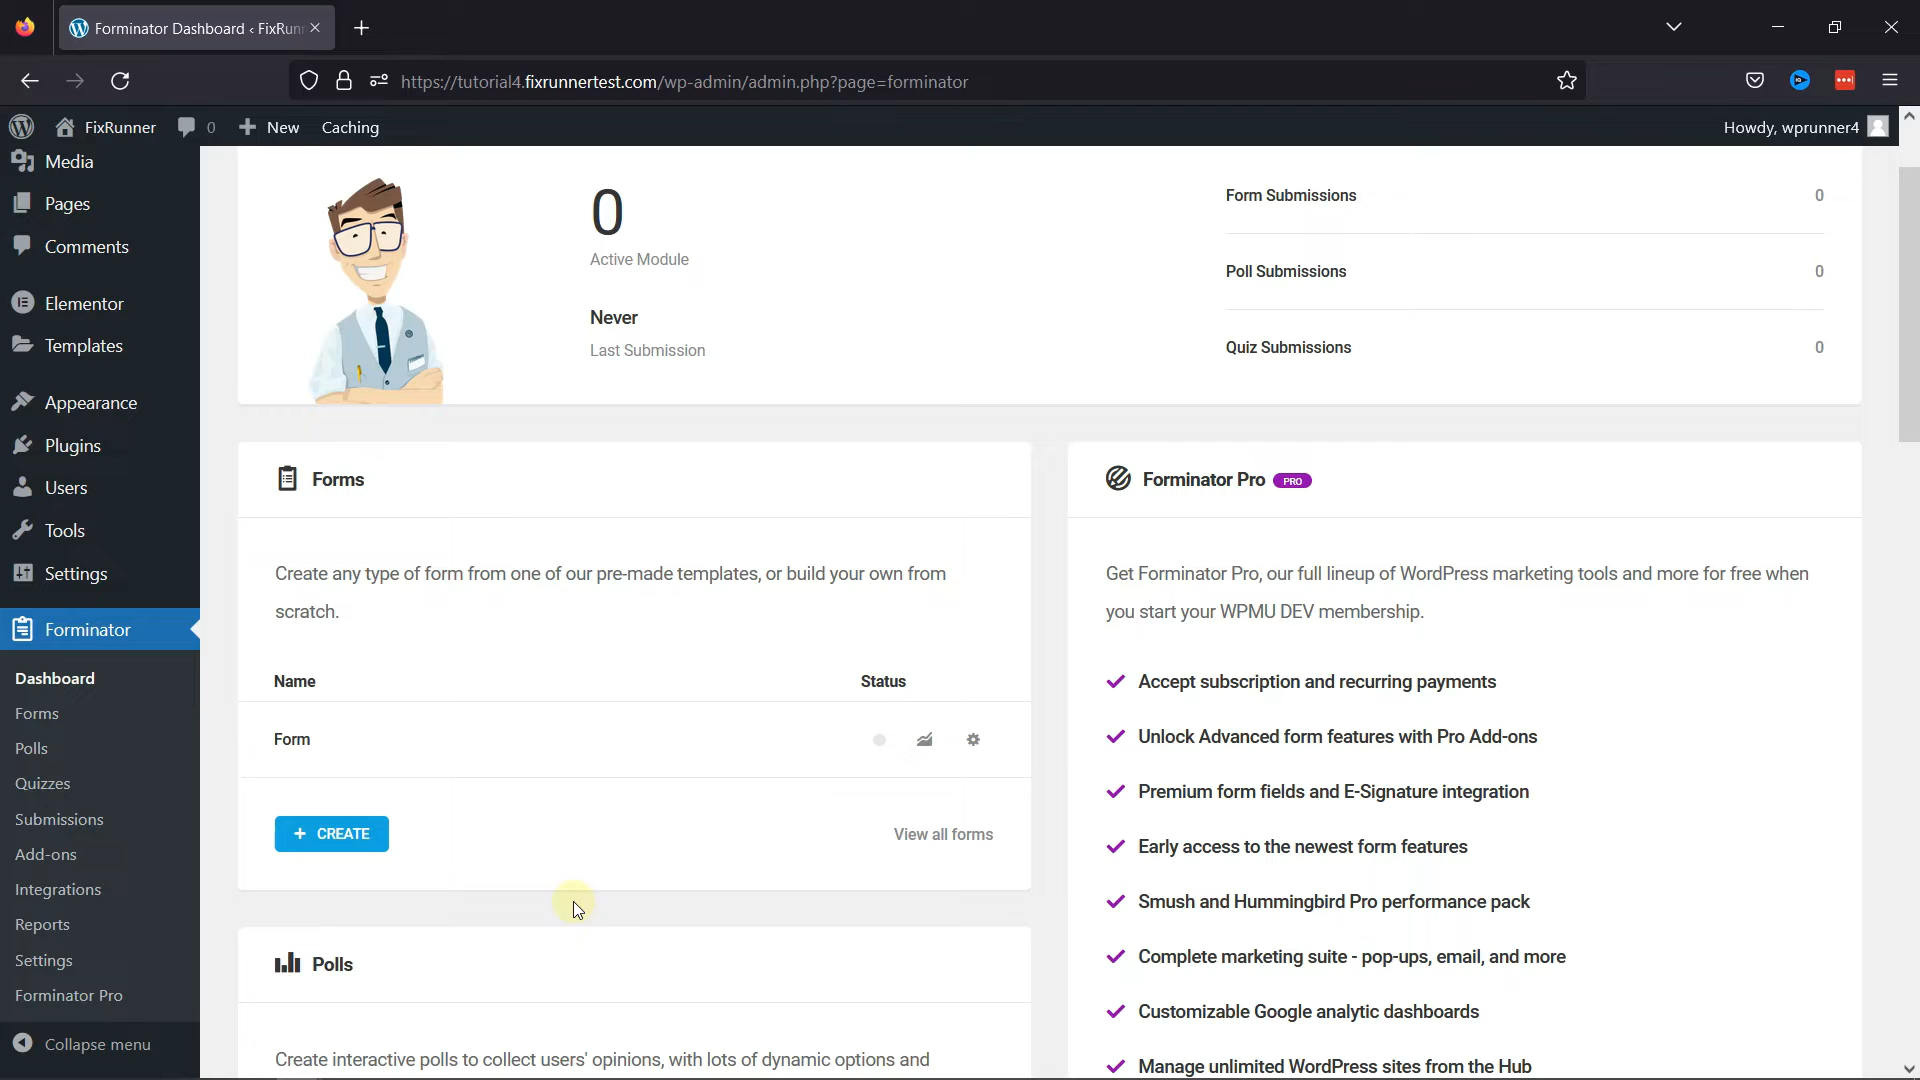 Forminator Dashboard ‹ FixRun
https://tutorial4.fixrunnertest.com/wp-admin/admin.php?page=forminator
FixRunner 0 New Caching
Howdy, wprunner4
Media
Pages
Comments
Elementor
Templates
Appearance
Plugins
Users
Tools
Settings
Forminator
Dashboard
Forms
Polls
Quizzes
Submissions
Add-ons
Integrations
Reports
Settings
Forminator Pro
Collapse menu
0
Active Module
Never
Last Submission
Form Submissions 0
Poll Submissions 0
Quiz Submissions 0
Forms
Create any type of form from one of our pre-made templates, or build your own from
scratch.
Name Status
Form
+ CREATE
View all forms
Polls
Create interactive polls to collect users' opinions, with lots of dynamic options and
Forminator Pro PRO
Get Forminator Pro, our full lineup of WordPress marketing tools and more for free when
you start your WPMU DEV membership.
Accept subscription and recurring payments
Unlock Advanced form features with Pro Add-ons
Premium form fields and E-Signature integration
Early access to the newest form features
Smush and Hummingbird Pro performance pack
Complete marketing suite - pop-ups, email, and more
Customizable Google analytic dashboards
Manage unlimited WordPress sites from the Hub